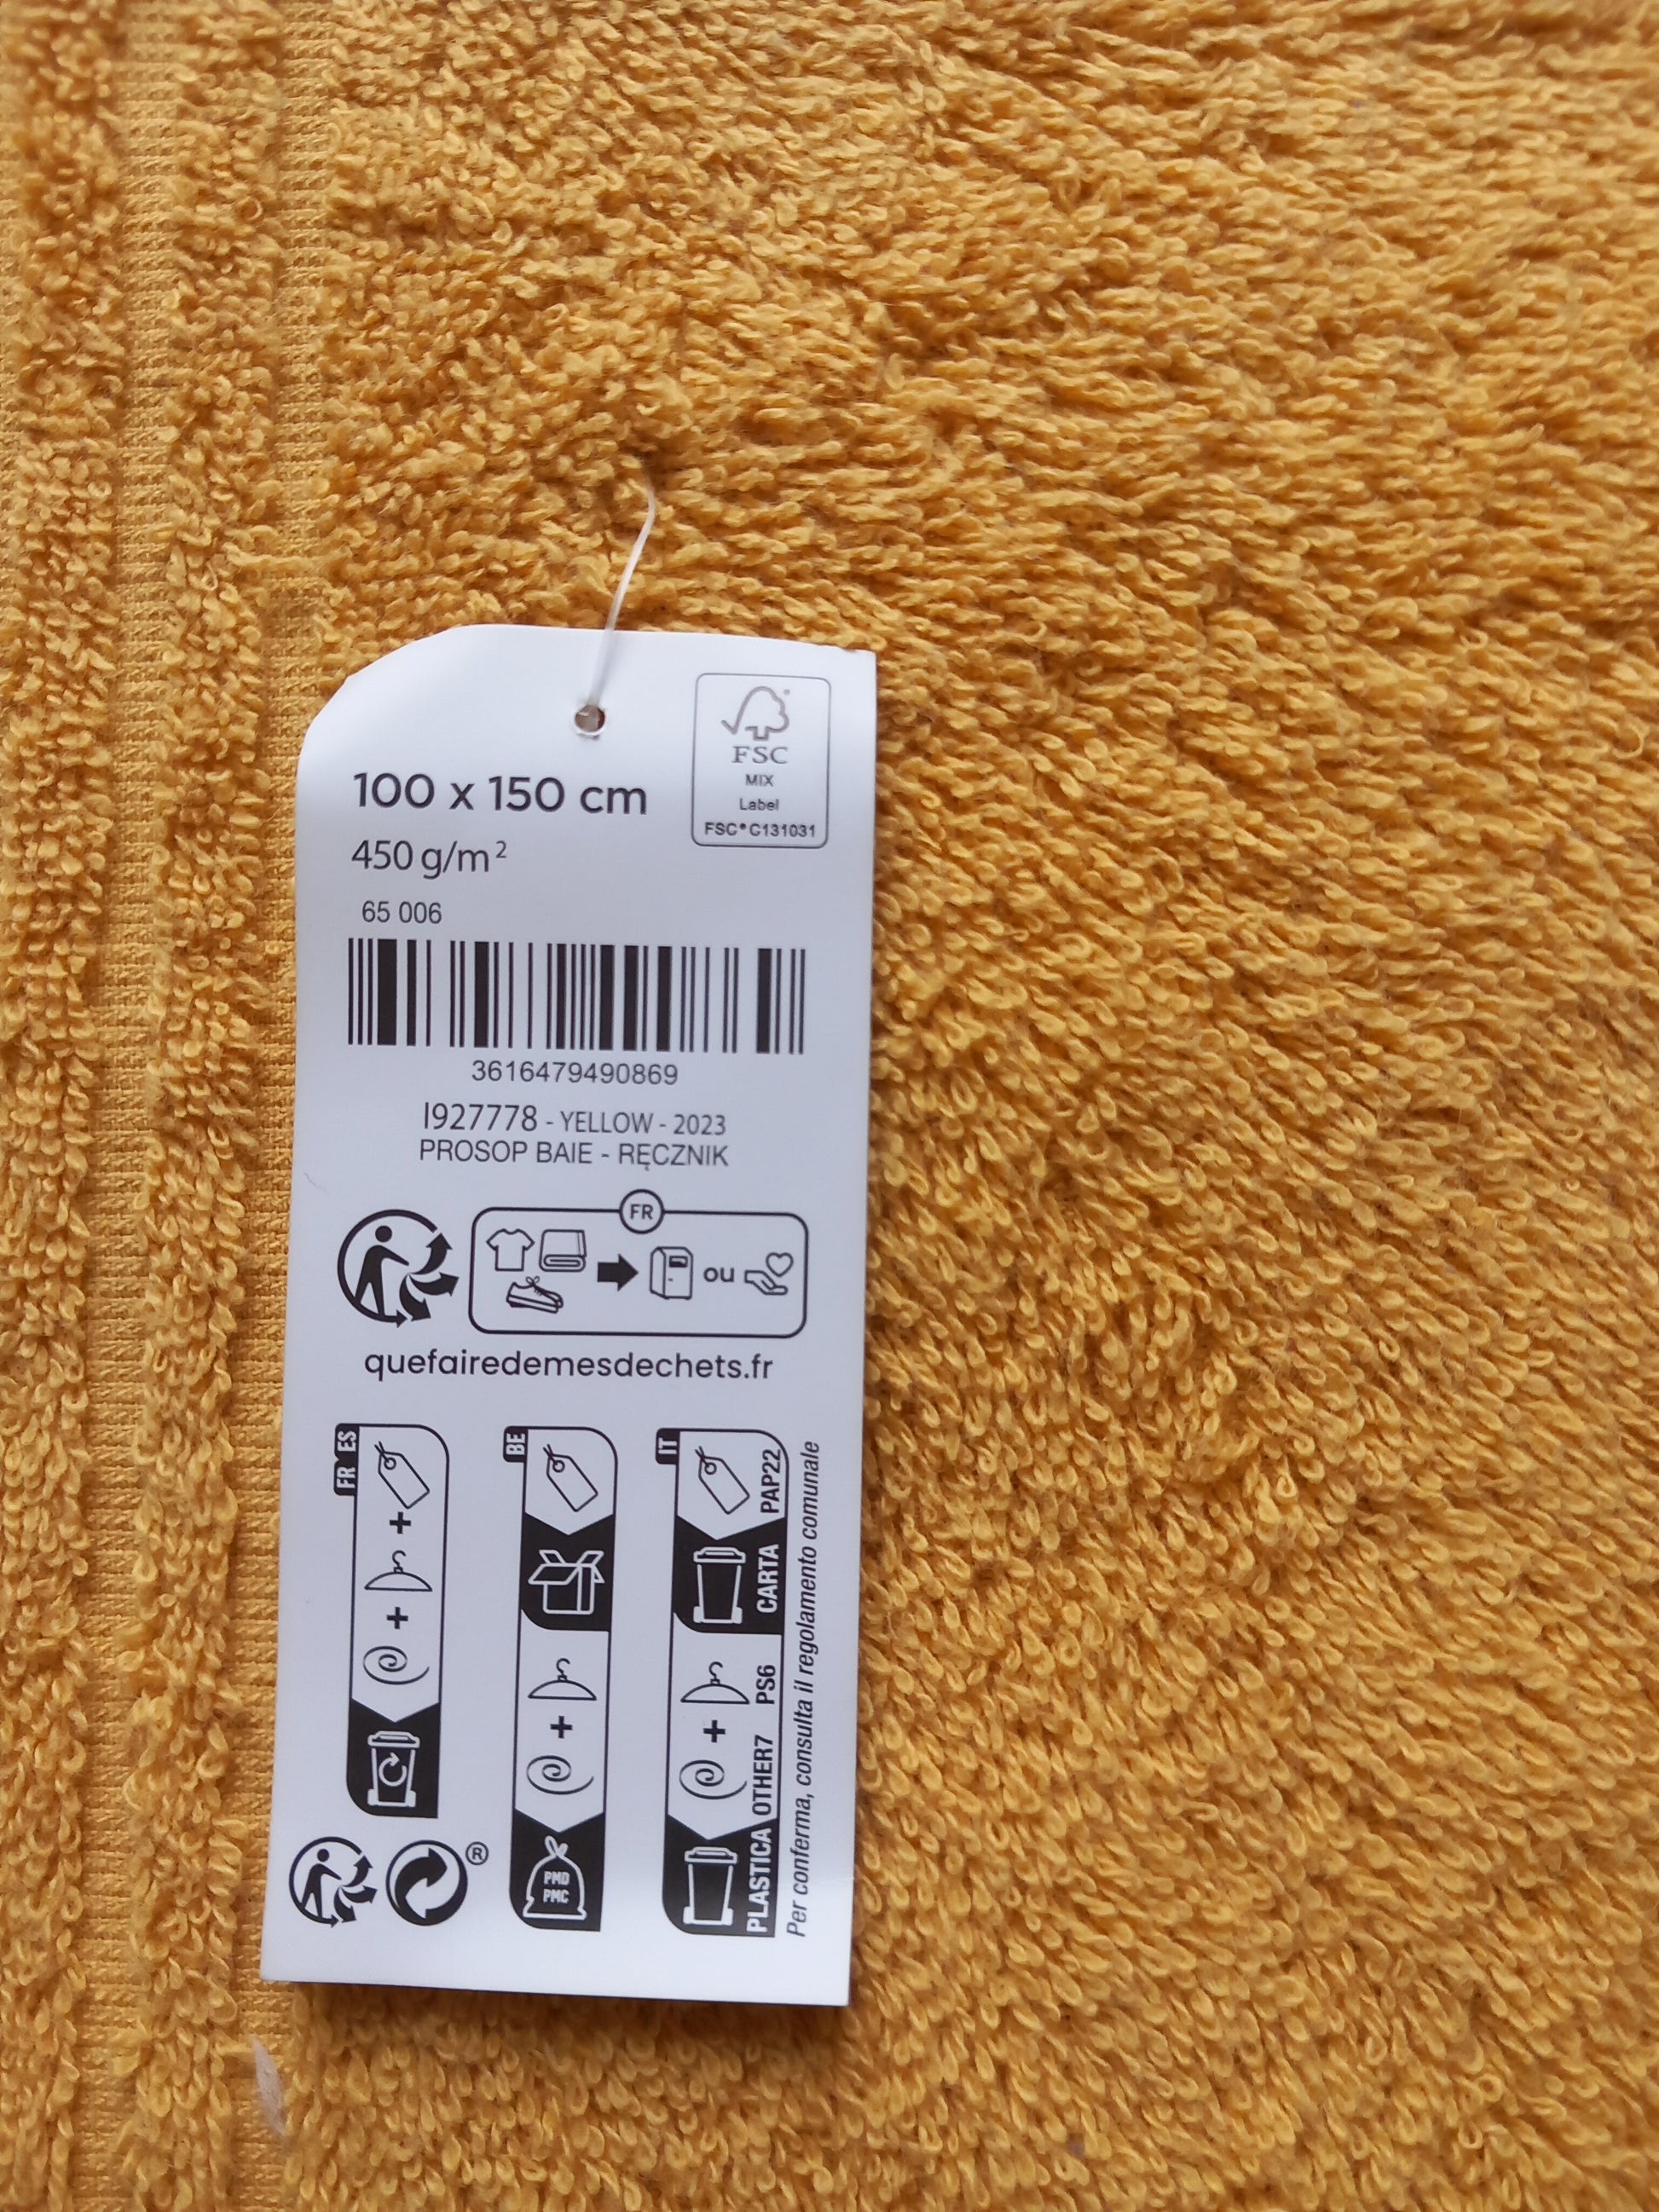 FSC®
MIX
Label
FSC® C131031
100 x 150 cm
450 g/m²
65 006
3616479490869
I927778 - YELLOW - 2023
PROSOP BAIE - RĘCZNIK
FR
ou
quefairedemesdechets.fr
FR ES
+
+
®
BE
+
PMD
PMC
IT
PAP22
CARTA
PS6
+
OTHER7
PLASTICA
Per conferma, consulta il regolamento comunale